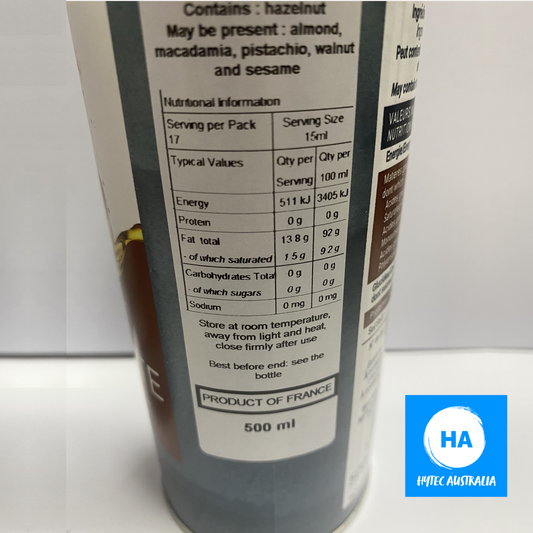 Contains : hazelnut
May be present : almond,
macadamia, pistachio, walnut
and sesame
Nutritional Information
Serving per Pack
17
Serving Size
15ml
Typical Values
Qty per
Serving
Qty per
100 ml
Energy 511 kJ 3405 kJ
Protein 0 g 0 g
Fat total 13 8 g 92 g
- of which saturated 1 5 g 9 2 g
Carbohydrates Total 0 g 0 g
- of which sugars 0 g 0 g
Sodium 0 mg 0 mg
Store at room temperature,
away from light and heat,
close firmly after use
Best before end: see the
bottle
PRODUCT OF FRANCE
500 ml
Peut
May
VALEURS
NUTRIT
HA
HYTEC AUSTRALIA